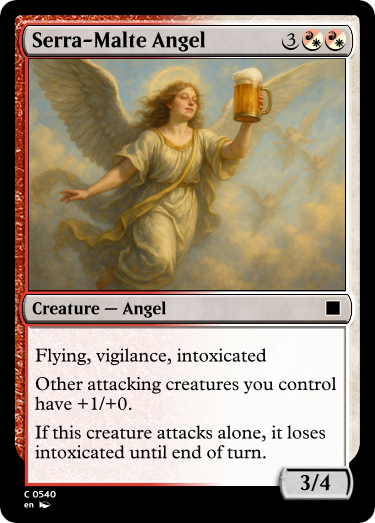 Serra-Malte Angel 3
Creature — Angel
Flying, vigilance, intoxicated
Other attacking creatures you control
have +1/+0.
If this creature attacks alone, it loses
intoxicated until end of turn.
3/4
C 0540
en